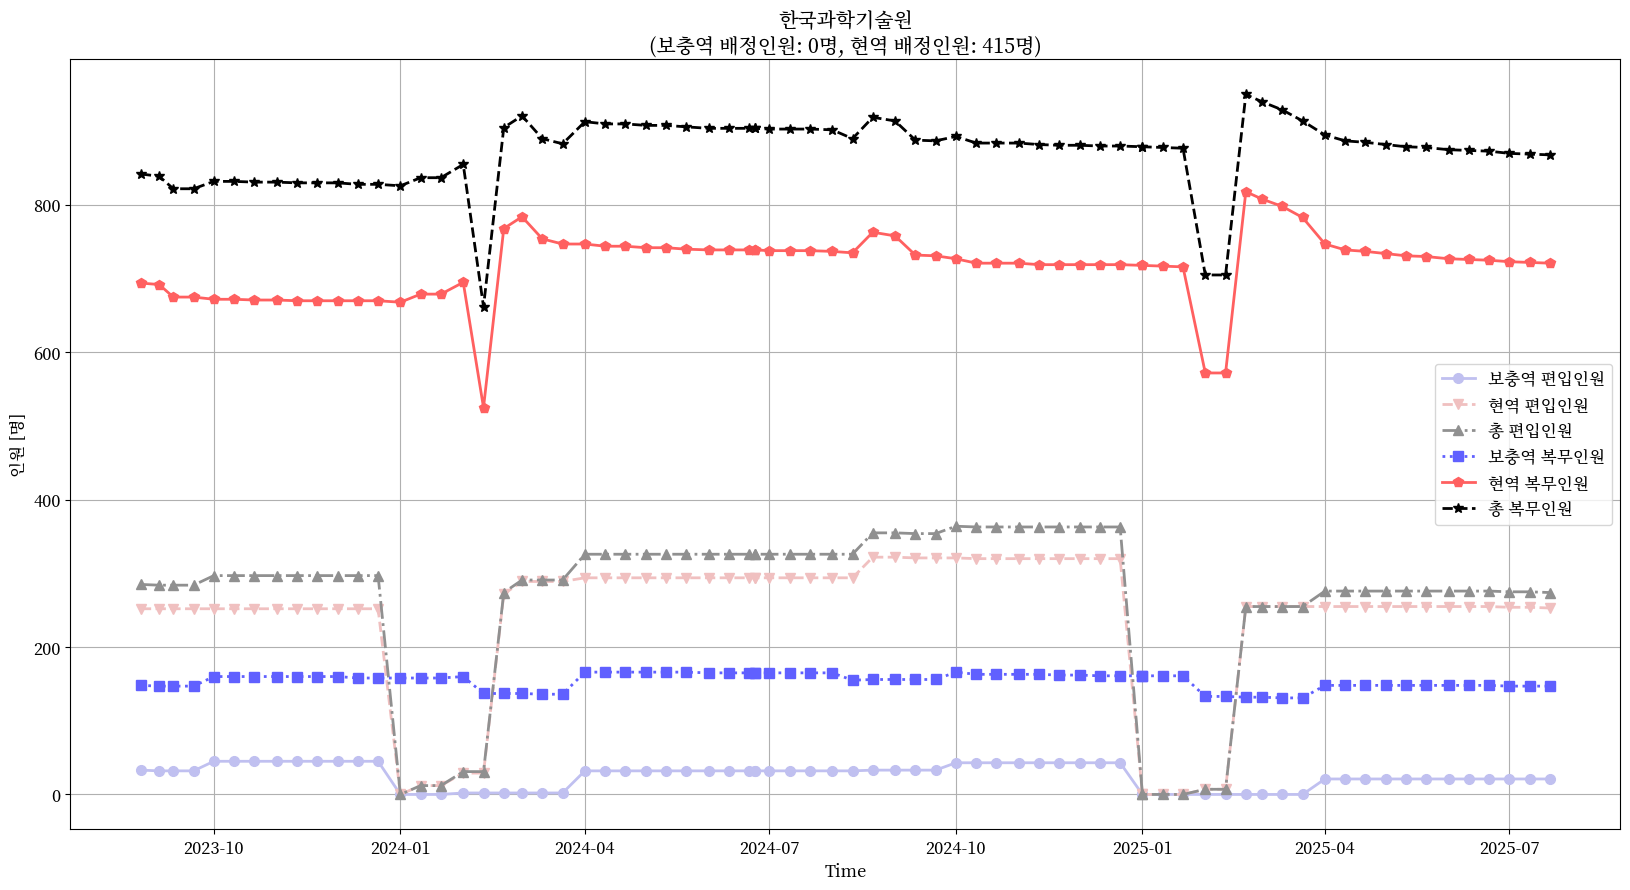 한국과학기술원
(보충역 배정인원: 0명, 현역 배정인원: 415명)
인원 [명]
800
600
400
200
0
보충역 편입인원
현역 편입인원
총 편입인원
보충역 복무인원
현역 복무인원
총 복무인원
2023-10
2024-01
2024-04
2024-07
2024-10
2025-01
2025-04
2025-07
Time